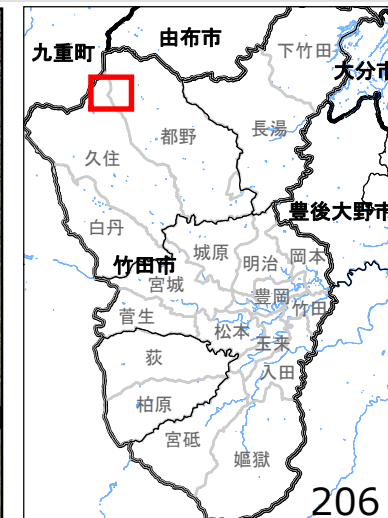 由布市
九重町
下竹田
大分市
長湯
都野
久住
豊後大野市
白丹
城原
岡本
明治
竹田市
宮城
豊岡
竹田
菅生
松本
玉来
荻
入田
柏原
宮砥
嫗獄
206